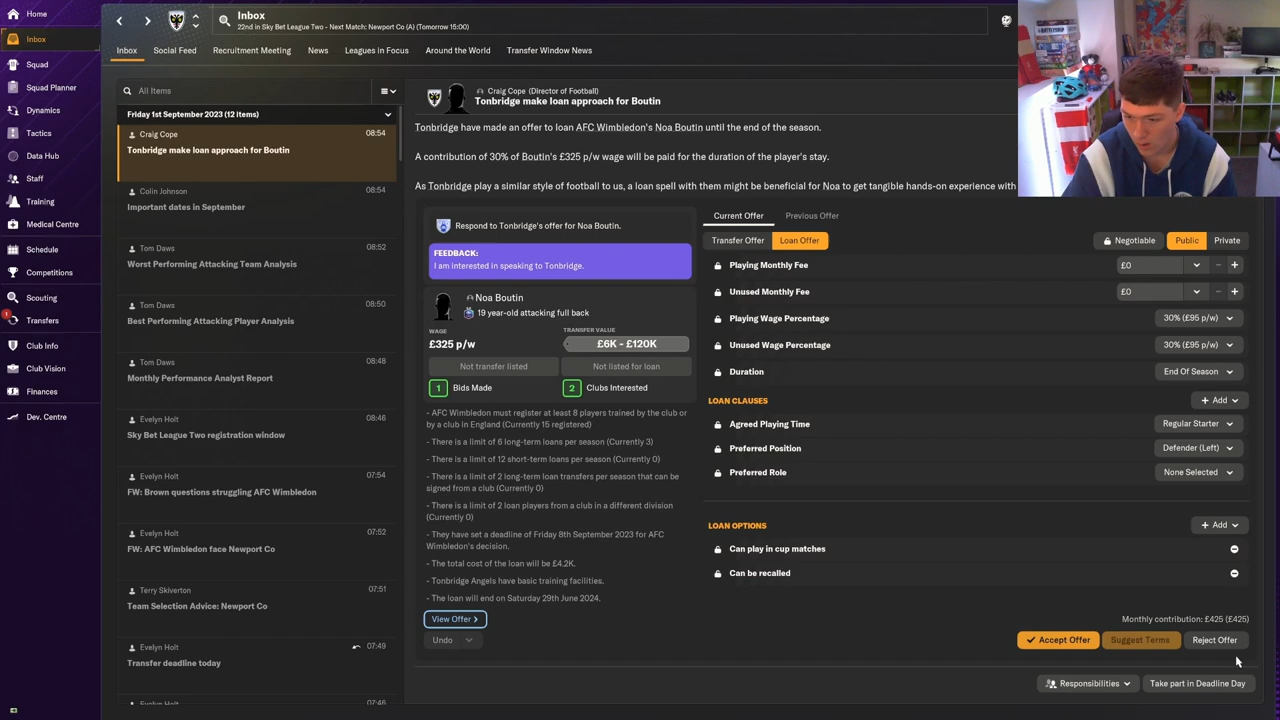 Home
Inbox
Squad
Squad Planner
Dynamics
Tactics
Data Hub
Staff
Training
Medical Centre
Schedule
Competitions
Scouting
1
Transfers
Club Info
Club Vision
Finances
Dev. Centre
Inbox
22nd in Sky Bet League Two - Next Match: Newport Co (A) (Tomorrow 15:00)
Inbox
Social Feed
Recruitment Meeting
News
Leagues in Focus
Around the World
Transfer Window News
All Items
Friday 1st September 2023 (12 items)
Craig Cope 08:54
Tonbridge make loan approach for Boutin
Colin Johnson 08:54
Important dates in September
Tom Daws 08:52
Worst Performing Attacking Team Analysis
Tom Daws 08:50
Best Performing Attacking Player Analysis
Tom Daws 08:48
Monthly Performance Analyst Report
Evelyn Holt 08:46
Sky Bet League Two registration window
Evelyn Holt 07:54
FW: Brown questions struggling AFC Wimbledon
Evelyn Holt 07:52
FW: AFC Wimbledon face Newport Co
Terry Skiverton 07:51
Team Selection Advice: Newport Co
Evelyn Holt 07:49
Transfer deadline today
Evelyn Holt 07:46
Craig Cope (Director of Football)
Tonbridge make loan approach for Boutin
Tonbridge have made an offer to loan AFC Wimbledon's Noa Boutin until the end of the season.
A contribution of 30% of Boutin's £325 p/w wage will be paid for the duration of the player's stay.
As Tonbridge play a similar style of football to us, a loan spell with them might be beneficial for Noa to get tangible hands-on experience with
Respond to Tonbridge's offer for Noa Boutin.
FEEDBACK:
I am interested in speaking to Tonbridge.
Noa Boutin
19 year-old attacking full back
WAGE
£325 p/w
TRANSFER VALUE
£6K - £120K
Not transfer listed
Not listed for loan
1 Bids Made
2 Clubs Interested
- AFC Wimbledon must register at least 8 players trained by the club or
by a club in England (Currently 15 registered)
- There is a limit of 6 long-term loans per season (Currently 3)
- There is a limit of 12 short-term loans per season (Currently 0)
- There is a limit of 2 long-term loan transfers per season that can be
signed from a club (Currently 0)
- There is a limit of 2 loan players from a club in a different division
(Currently 0)
- They have set a deadline of Friday 8th September 2023 for AFC
Wimbledon's decision.
- The total cost of the loan will be £4.2K.
- Tonbridge Angels have basic training facilities.
- The loan will end on Saturday 29th June 2024.
View Offer >
Undo
Current Offer
Previous Offer
Transfer Offer
Loan Offer
Negotiable
Public
Private
Playing Monthly Fee £0 - +
Unused Monthly Fee £0 - +
Playing Wage Percentage 30% (£95 p/w)
Unused Wage Percentage 30% (£95 p/w)
Duration End Of Season
LOAN CLAUSES + Add
Agreed Playing Time Regular Starter
Preferred Position Defender (Left)
Preferred Role None Selected
LOAN OPTIONS + Add
Can play in cup matches
Can be recalled
Monthly contribution: £425 (£425)
Accept Offer
Suggest Terms
Reject Offer
Responsibilities
Take part in Deadline Day